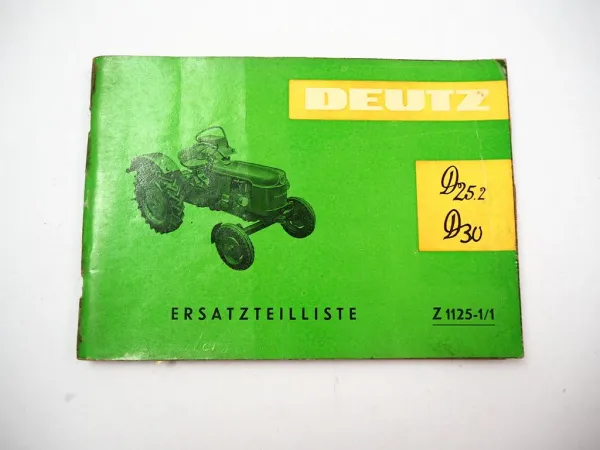 DEUTZ
D25.2
D30
ERSATZTEILLISTE
Z 1125-1/1